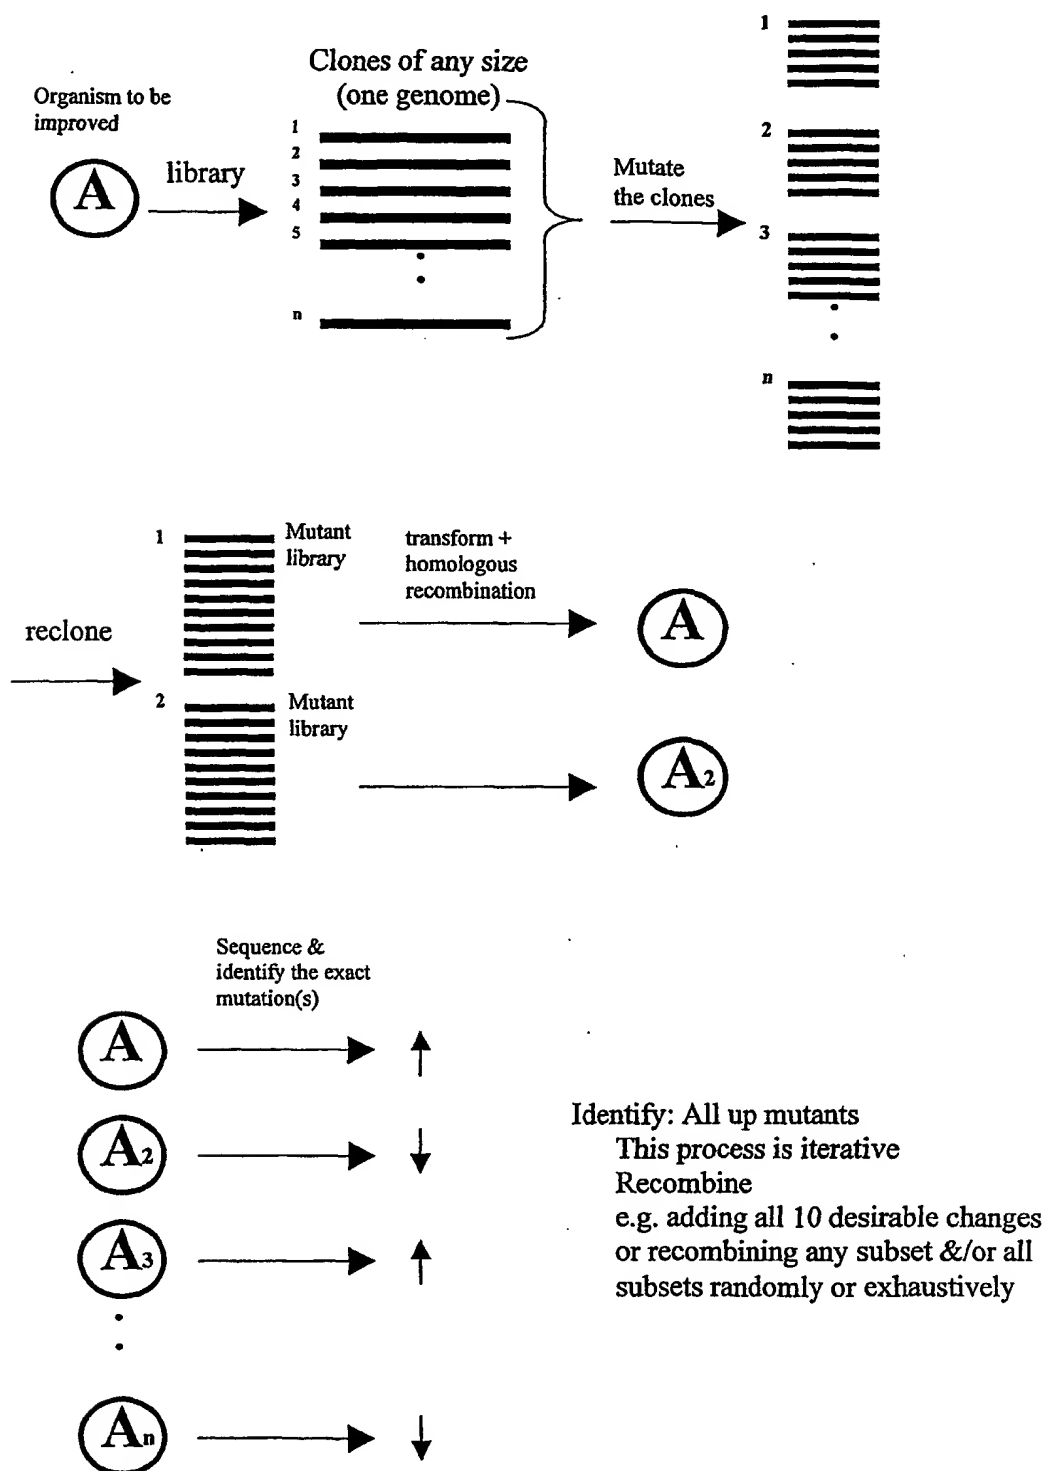 Organism to be
improved
A
library
Clones of any size
(one genome)
1
2
3
4
5
n
Mutate
the clones
1
2
3
n
reclone
1
Mutant
library
2
Mutant
library
transform +
homologous
recombination
A
A2
Sequence &
identify the exact
mutation(s)
A
A2
A3
An
Identify: All up mutants
This process is iterative
Recombine
e.g. adding all 10 desirable changes
or recombining any subset &/or all
subsets randomly or exhaustively